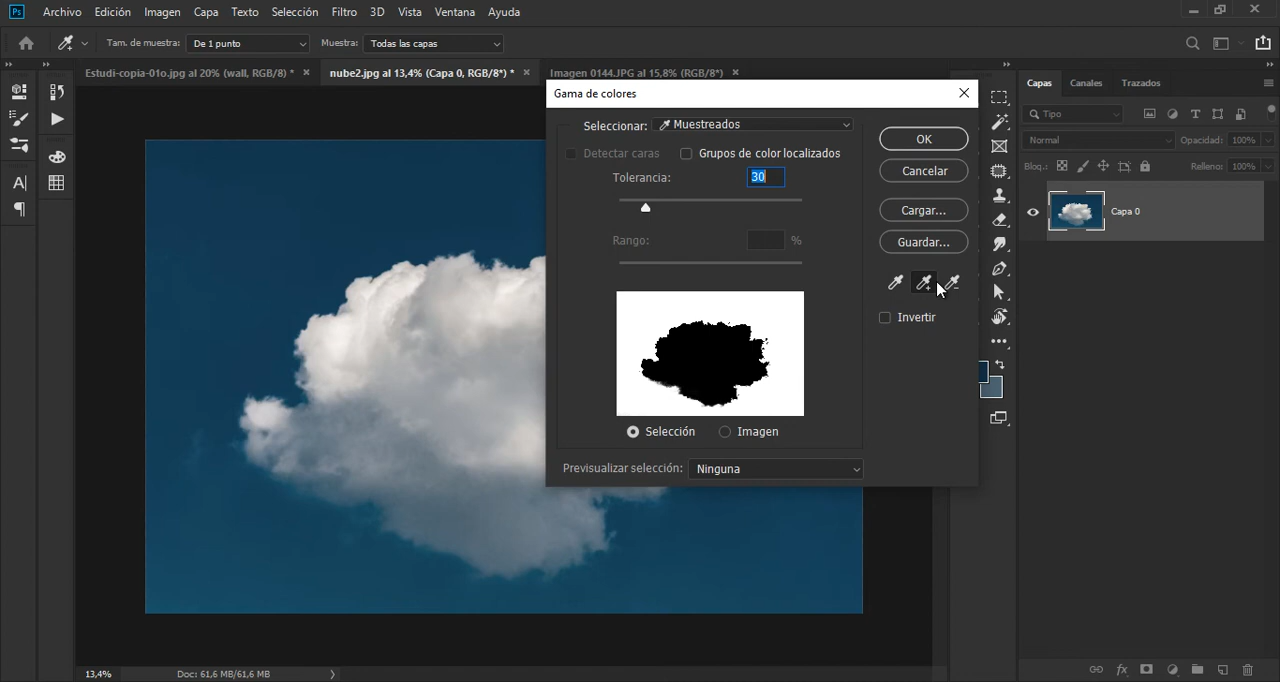 Ps Archivo Edición Imagen Capa Texto Selección Filtro 3D Vista Ventana Ayuda
Tam. de muestra: De 1 punto Muestra: Todas las capas
Estudi-copia-01o.jpg al 20% (wall, RGB/8) * × nube2.jpg al 13,4% (Capa 0, RGB/8*) * × Imagen 0144.JPG al 15,8% (RGB/8*) ×
Gama de colores
Seleccionar: Muestreados
Detectar caras Grupos de color localizados
Tolerancia: 30
Rango: %
Selección Imagen
Previsualizar selección: Ninguna
OK
Cancelar
Cargar...
Guardar...
Invertir
Capas Canales Trazados
Tipo
Normal Opacidad: 100%
Bloq.: Relleno: 100%
Capa 0
13,4% Doc: 61,6 MB/61,6 MB